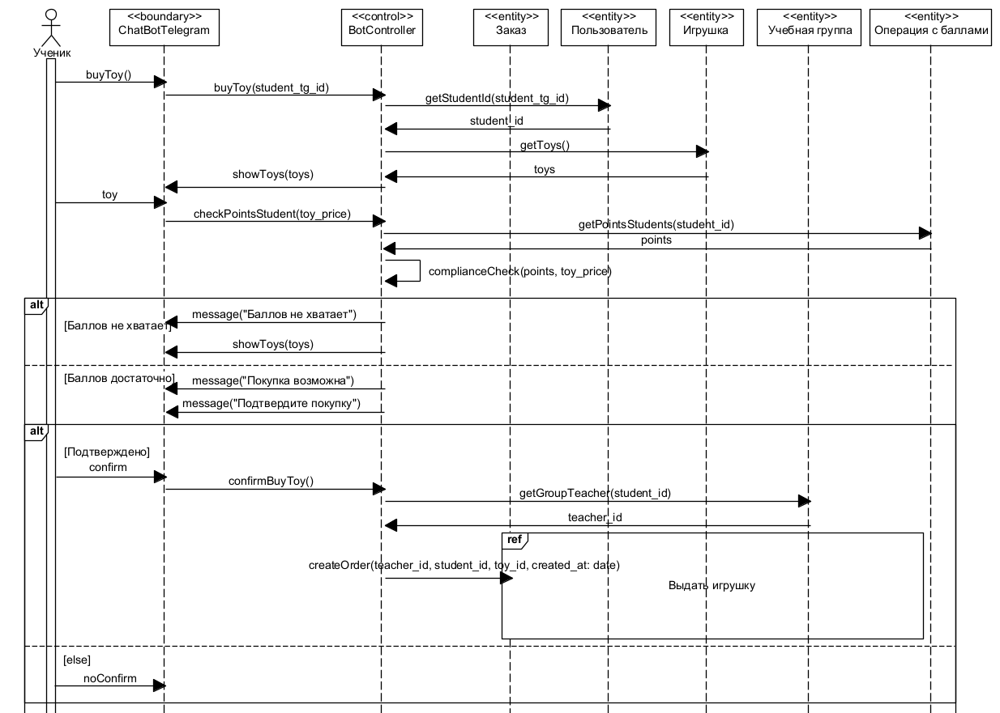 <<boundary>>
ChatBotTelegram
<<control>>
BotController
<<entity>>
Заказ
<<entity>>
Пользователь
<<entity>>
Игрушка
<<entity>>
Учебная группа
<<entity>>
Операция с баллами
Ученик
buyToy()
buyToy(student_tg_id)
getStudentId(student_tg_id)
student_id
getToys()
toys
showToys(toys)
toy
checkPointsStudent(toy_price)
getPointsStudents(student_id)
points
complianceCheck(points, toy_price)
alt
message("Баллов не хватает")
[Баллов не хватает]
showToys(toys)
[Баллов достаточно]
message("Покупка возможна")
message("Подтвердите покупку")
alt
[Подтверждено]
confirm
confirmBuyToy()
getGroupTeacher(student_id)
teacher_id
ref
createOrder(teacher_id, student_id, toy_id, created_at: date)
Выдать игрушку
[else]
noConfirm